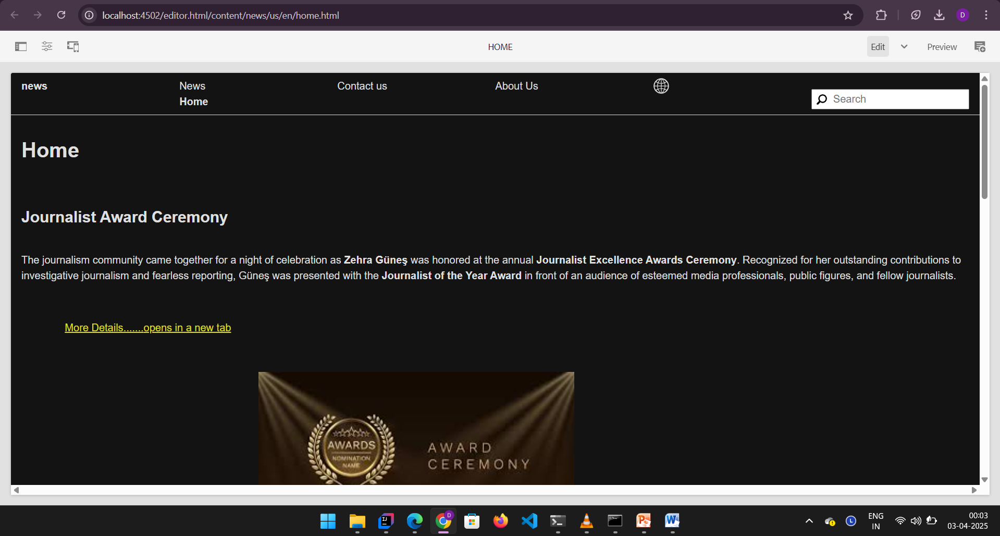 localhost:4502/editor.html/content/news/us/en/home.html
D
HOME
Edit
Preview
news
News
Contact us
About Us
Home
Search
Home
Journalist Award Ceremony
The journalism community came together for a night of celebration as Zehra Güneş was honored at the annual Journalist Excellence Awards Ceremony. Recognized for her outstanding contributions to
investigative journalism and fearless reporting, Güneş was presented with the Journalist of the Year Award in front of an audience of esteemed media professionals, public figures, and fellow journalists.
More Details.......opens in a new tab
AWARDS
NOMINATION
NAME
AWARD
CEREMONY
D
L
ENG
IN
00:03
03-04-2025